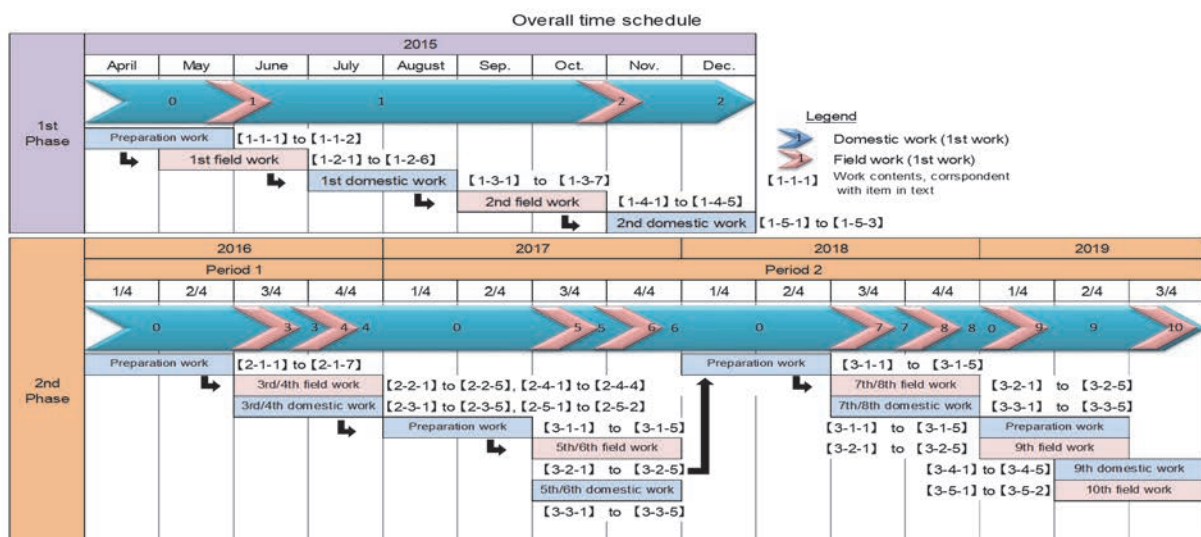 Overall time schedule
1st Phase
2015
April May June July August Sep. Oct. Nov. Dec.
0 1 1 2 2
Legend
1 Domestic work (1st work)
1 Field work (1st work)
【1-1-1】 Work contents, corrspondent
with item in text
Preparation work 【1-1-1】 to 【1-1-2】
1st field work 【1-2-1】 to 【1-2-6】
1st domestic work 【1-3-1】 to 【1-3-7】
2nd field work 【1-4-1】 to 【1-4-5】
2nd domestic work 【1-5-1】 to 【1-5-3】
2nd Phase
2016 2017 2018 2019
Period 1 Period 2
1/4 2/4 3/4 4/4 1/4 2/4 3/4 4/4 1/4 2/4 3/4 4/4 1/4 2/4 3/4
0 3 3 4 4 0 5 5 6 6 0 7 7 8 8 0 9 9 10
Preparation work 【2-1-1】 to 【2-1-7】 Preparation work 【3-1-1】 to 【3-1-5】
3rd/4th field work 【2-2-1】 to 【2-2-5】, 【2-4-1】 to 【2-4-4】 7th/8th field work 【3-2-1】 to 【3-2-5】
3rd/4th domestic work 【2-3-1】 to 【2-3-5】, 【2-5-1】 to 【2-5-2】 7th/8th domestic work 【3-3-1】 to 【3-3-5】
Preparation work 【3-1-1】 to 【3-1-5】 【3-1-1】 to 【3-1-5】 Preparation work
5th/6th field work 【3-2-1】 to 【3-2-5】 9th field work
【3-2-1】 to 【3-2-5】 【3-4-1】 to 【3-4-5】 9th domestic work
5th/6th domestic work 【3-5-1】 to 【3-5-2】 10th field work
【3-3-1】 to 【3-3-5】